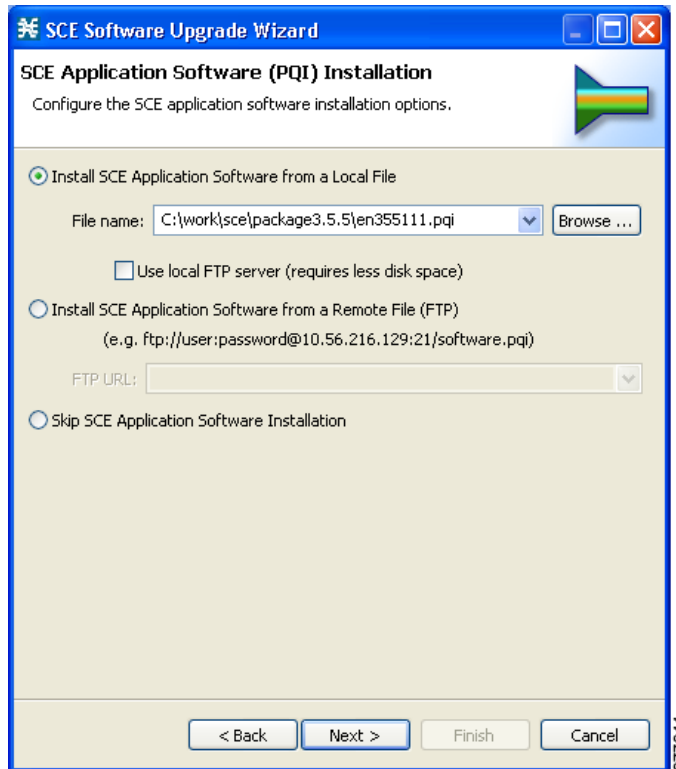 SCE Software Upgrade Wizard
SCE Application Software (PQI) Installation
Configure the SCE application software installation options.
Install SCE Application Software from a Local File
File name: C:\work\sce\package3.5.5\en355111.pqi Browse ...
Use local FTP server (requires less disk space)
Install SCE Application Software from a Remote File (FTP)
(e.g. ftp://user:password@10.56.216.129:21/software.pqi)
FTP URL:
Skip SCE Application Software Installation
< Back Next > Finish Cancel